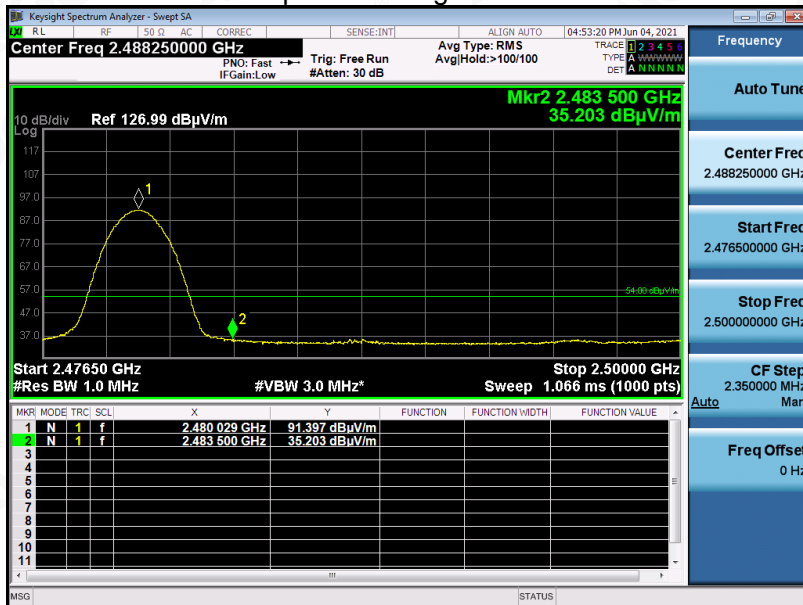 Keysight Spectrum Analyzer - Swept SA
LXI RL RF 50 Ω AC CORREC SENSE:INT ALIGN AUTO 04:53:20 PM Jun 04, 2021
Center Freq 2.488250000 GHz
PNO: Fast
IFGain:Low
Trig: Free Run
#Atten: 30 dB
Avg Type: RMS
Avg|Hold:>100/100
TRACE 1 2 3 4 5 6
TYPE A WWWWW
DET A N N N N N
Mkr2 2.483 500 GHz
35.203 dBµV/m
10 dB/div Ref 126.99 dBµV/m
Log
117
107
97.0
87.0
77.0
67.0
57.0
47.0
37.0
1
2
54.00 dBµV/m
Start 2.47650 GHz Stop 2.50000 GHz
#Res BW 1.0 MHz #VBW 3.0 MHz* Sweep 1.066 ms (1000 pts)
MKR MODE TRC SCL X Y FUNCTION FUNCTION WIDTH FUNCTION VALUE
1 N 1 f 2.480 029 GHz 91.397 dBµV/m
2 N 1 f 2.483 500 GHz 35.203 dBµV/m
3
4
5
6
7
8
9
10
11
MSG STATUS
Frequency
Auto Tune
Center Freq
2.488250000 GHz
Start Freq
2.476500000 GHz
Stop Freq
2.500000000 GHz
CF Step
2.350000 MHz
Auto Man
Freq Offset
0 Hz